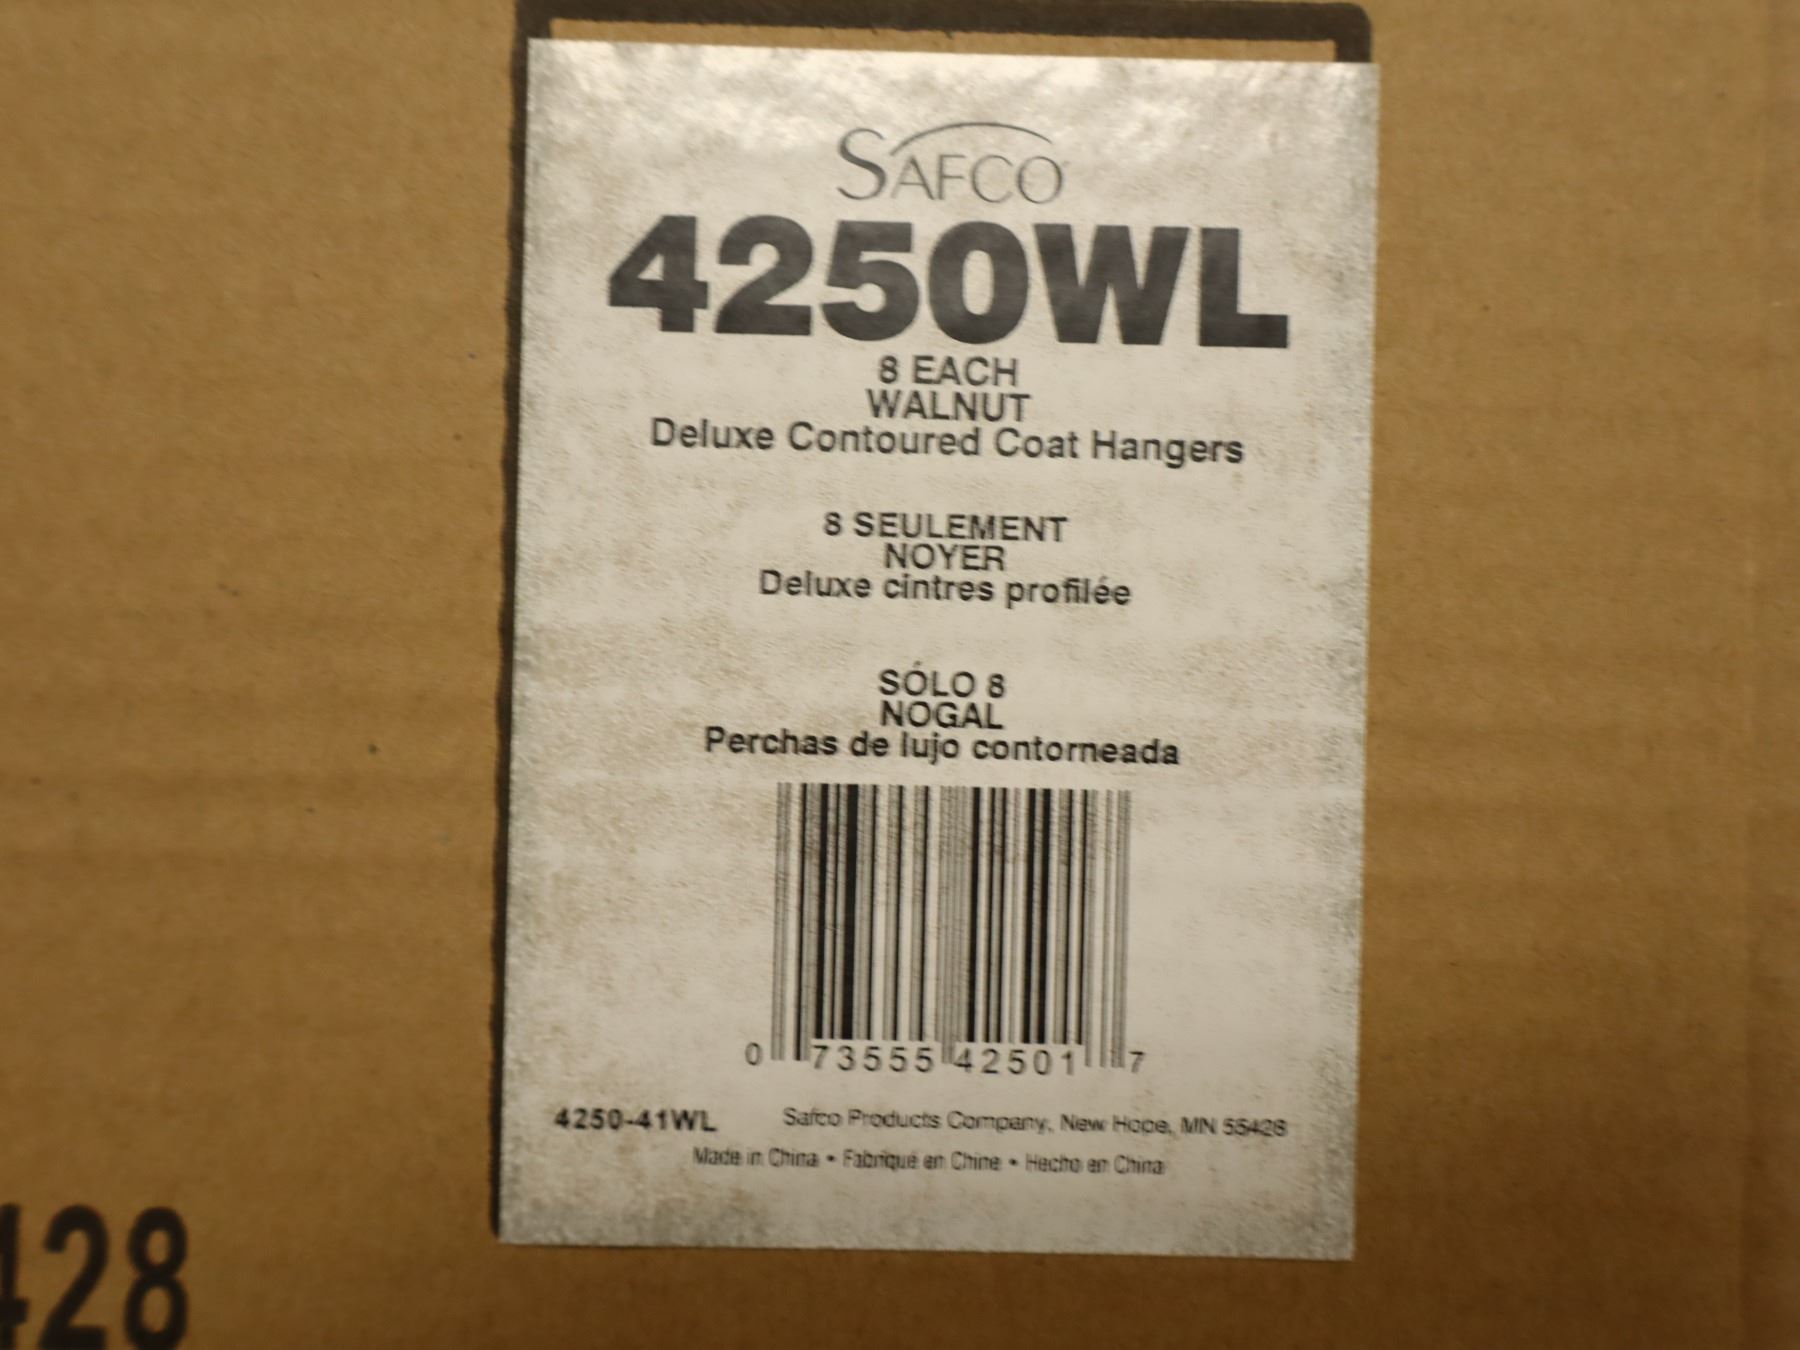 SAFCO
4250WL
8 EACH
WALNUT
Deluxe Contoured Coat Hangers
8 SEULEMENT
NOYER
Deluxe cintres profilée
SÓLO 8
NOGAL
Perchas de lujo contorneada
0 73555 42501 7
4250-41WL Safco Products Company, New Hope, MN 55428
Made in China • Fabriqué en Chine • Hecho en China
428